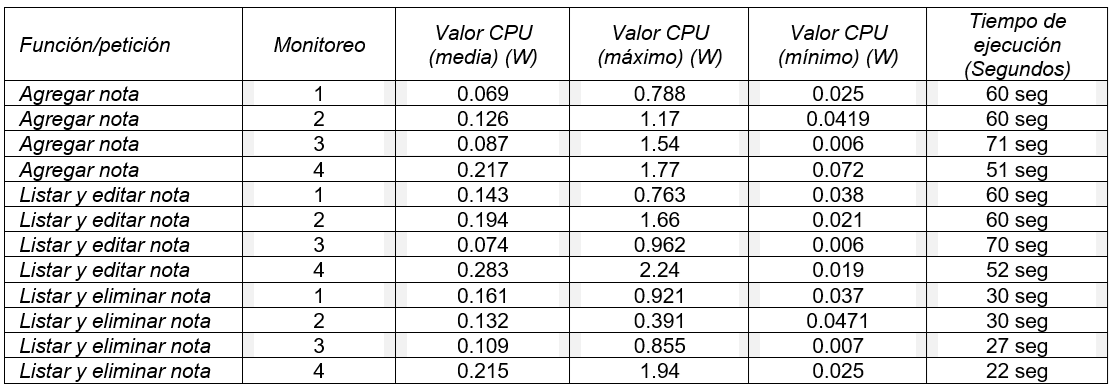 Función/petición Monitoreo Valor CPU (media) (W) Valor CPU (máximo) (W) Valor CPU (mínimo) (W) Tiempo de ejecución (Segundos)
Agregar nota 1 0.069 0.788 0.025 60 seg
Agregar nota 2 0.126 1.17 0.0419 60 seg
Agregar nota 3 0.087 1.54 0.006 71 seg
Agregar nota 4 0.217 1.77 0.072 51 seg
Listar y editar nota 1 0.143 0.763 0.038 60 seg
Listar y editar nota 2 0.194 1.66 0.021 60 seg
Listar y editar nota 3 0.074 0.962 0.006 70 seg
Listar y editar nota 4 0.283 2.24 0.019 52 seg
Listar y eliminar nota 1 0.161 0.921 0.037 30 seg
Listar y eliminar nota 2 0.132 0.391 0.0471 30 seg
Listar y eliminar nota 3 0.109 0.855 0.007 27 seg
Listar y eliminar nota 4 0.215 1.94 0.025 22 seg